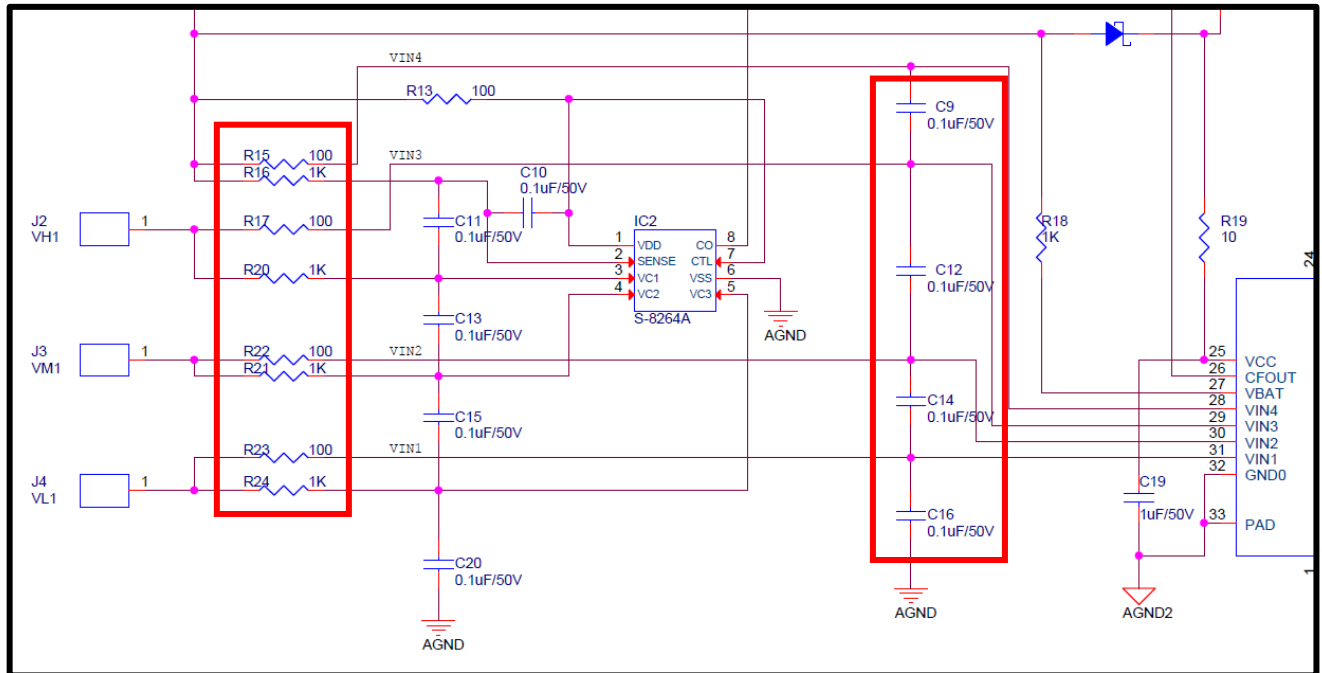 VIN4
R13 100
C9
0.1uF/50V
R15 100
R16 1K
VIN3
C10
0.1uF/50V
J2
VH1
1
R17 100
C11
0.1uF/50V
IC2
1 VDD CO 8
2 SENSE CTL 7
3 VC1 VSS 6
4 VC2 VC3 5
S-8264A
R18
1K
R19
10
24
R20 1K
C12
0.1uF/50V
C13
0.1uF/50V
AGND
J3
VM1
1
R22 100
R21 1K
VIN2
25 VCC
26 CFOUT
27 VBAT
28 VIN4
29 VIN3
30 VIN2
31 VIN1
32 GND0
33 PAD
C14
0.1uF/50V
C15
0.1uF/50V
R23 100
VIN1
J4
VL1
1
R24 1K
C19
1uF/50V
C16
0.1uF/50V
C20
0.1uF/50V
1
AGND
AGND2
AGND